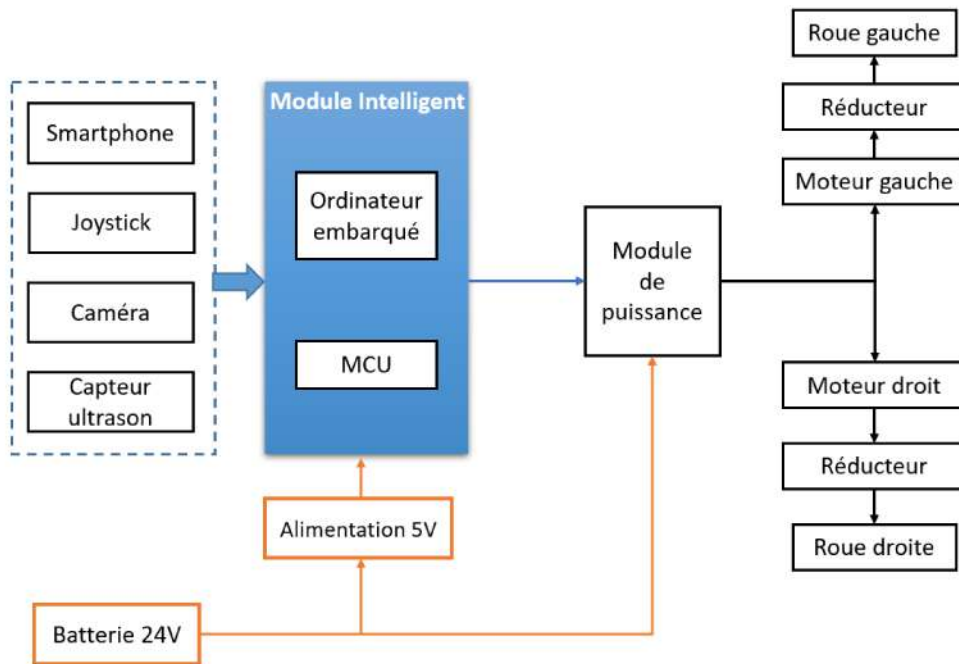 Smartphone
Joystick
Caméra
Capteur
ultrason
Module Intelligent
Ordinateur
embarqué
MCU
Alimentation 5V
Batterie 24V
Module
de
puissance
Roue gauche
Réducteur
Moteur gauche
Moteur droit
Réducteur
Roue droite